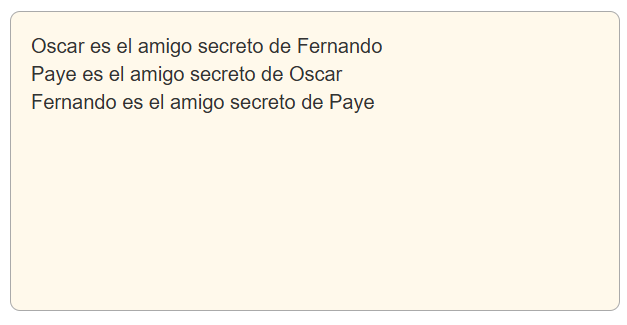 Oscar es el amigo secreto de Fernando
Paye es el amigo secreto de Oscar
Fernando es el amigo secreto de Paye